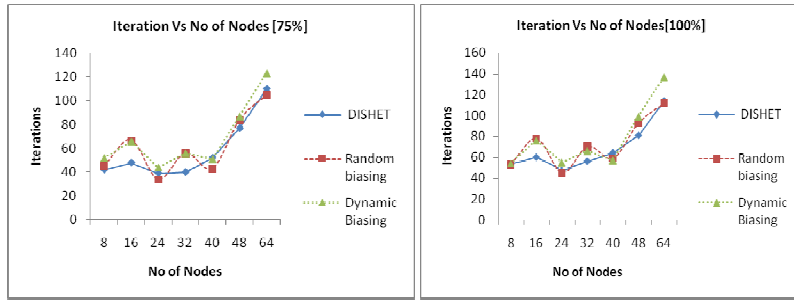 Iteration Vs No of Nodes [75%]
140
120
100
80
60
40
20
0
Iterations
8 16 24 32 40 48 64
No of Nodes
DISHET
Random
biasing
Dynamic
Biasing
Iteration Vs No of Nodes[100%]
160
140
120
100
80
60
40
20
0
Iterations
8 16 24 32 40 48 64
No of Nodes
DISHET
Random
biasing
Dynamic
Biasing